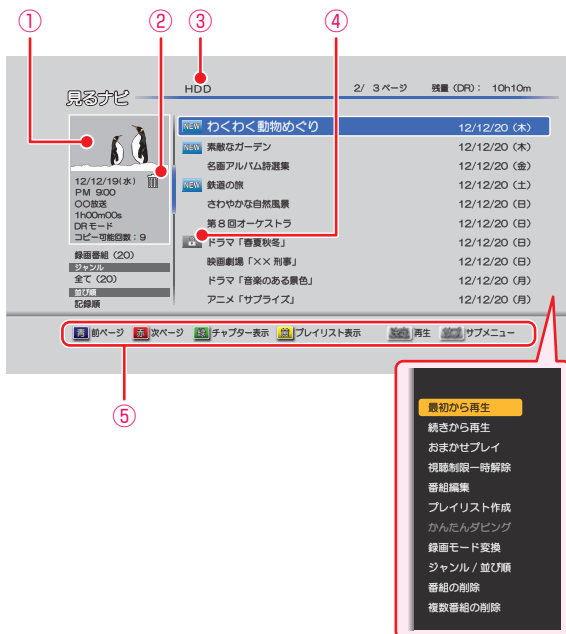 ① ② ③ ④
見るナビ
HDD 2/ 3 ページ 残量 (DR) : 10h10m
NEW わくわく動物めぐり 12/12/20 (木)
NEW 素敵なガーデン 12/12/20 (木)
名画アルバム詩選集 12/12/20 (金)
NEW 鉄道の旅 12/12/20 (土)
さわやかな自然風景 12/12/20 (日)
第8回オーケストラ 12/12/20 (日)
ドラマ「春夏秋冬」 12/12/20 (日)
映画劇場「×× 刑事」 12/12/20 (日)
ドラマ「音楽のある景色」 12/12/20 (月)
アニメ「サプライズ」 12/12/20 (月)
12/12/19(水)
PM 9:00
○○放送
1h00m00s
DRモード
コピー可能回数:9
録画番組 (20)
ジャンル
全て (20)
並び順
記録順
青 前ページ 赤 次ページ 緑 チャプター表示 黄 プレイリスト表示 再生 サブメニュー
⑤
最初から再生
続きから再生
おまかせプレイ
視聴制限一時解除
番組編集
プレイリスト作成
かんたんダビング
録画モード変換
ジャンル / 並び順
番組の削除
複数番組の削除